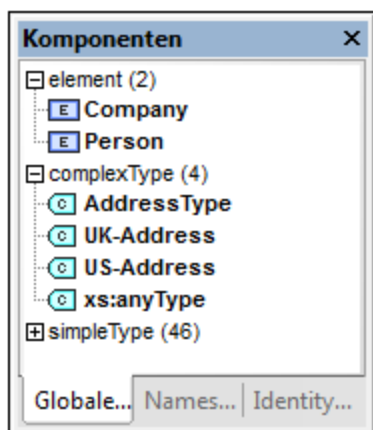 Komponenten
element (2)
E Company
E Person
complexType (4)
C AddressType
C UK-Address
C US-Address
C xs:anyType
simpleType (46)
Globale... Names... Identity...